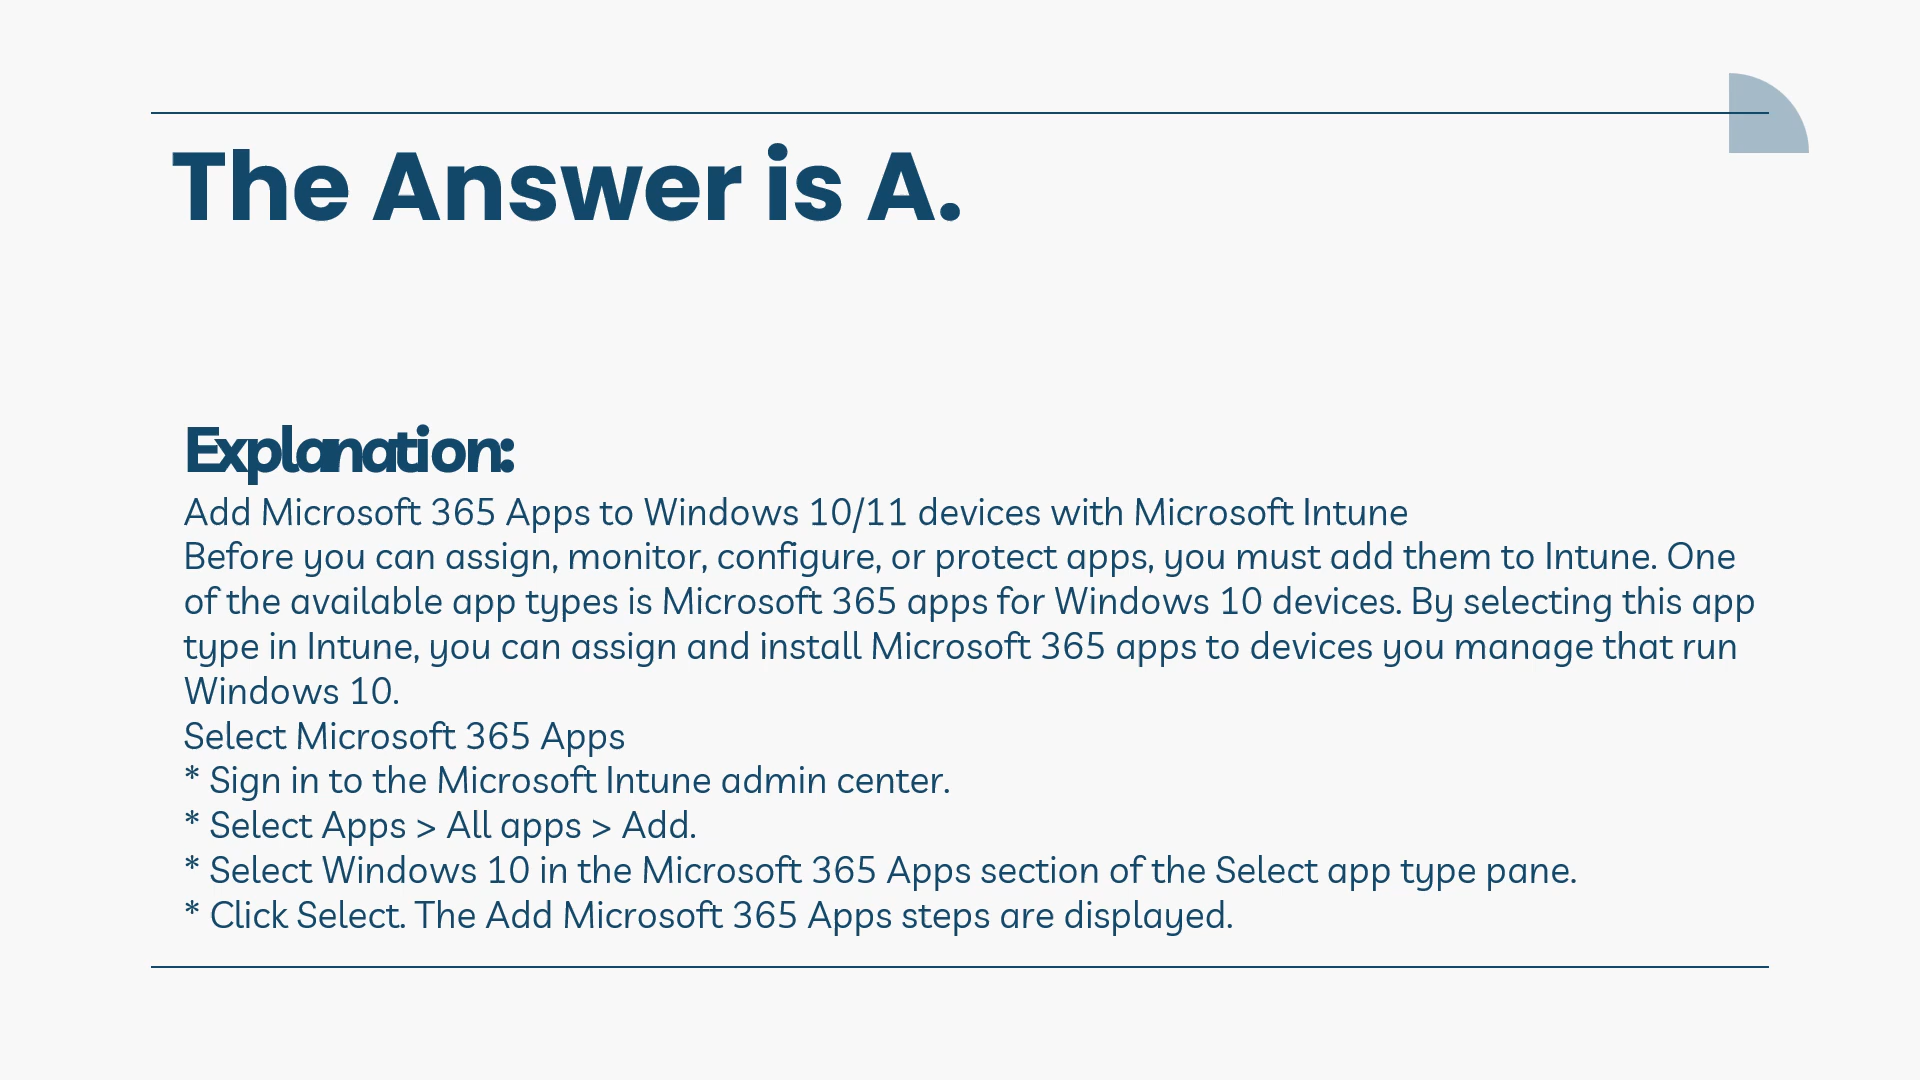 The Answer is A.
Explanation:
Add Microsoft 365 Apps to Windows 10/11 devices with Microsoft Intune
Before you can assign, monitor, configure, or protect apps, you must add them to Intune. One
of the available app types is Microsoft 365 apps for Windows 10 devices. By selecting this app
type in Intune, you can assign and install Microsoft 365 apps to devices you manage that run
Windows 10.
Select Microsoft 365 Apps
* Sign in to the Microsoft Intune admin center.
* Select Apps > All apps > Add.
* Select Windows 10 in the Microsoft 365 Apps section of the Select app type pane.
* Click Select. The Add Microsoft 365 Apps steps are displayed.